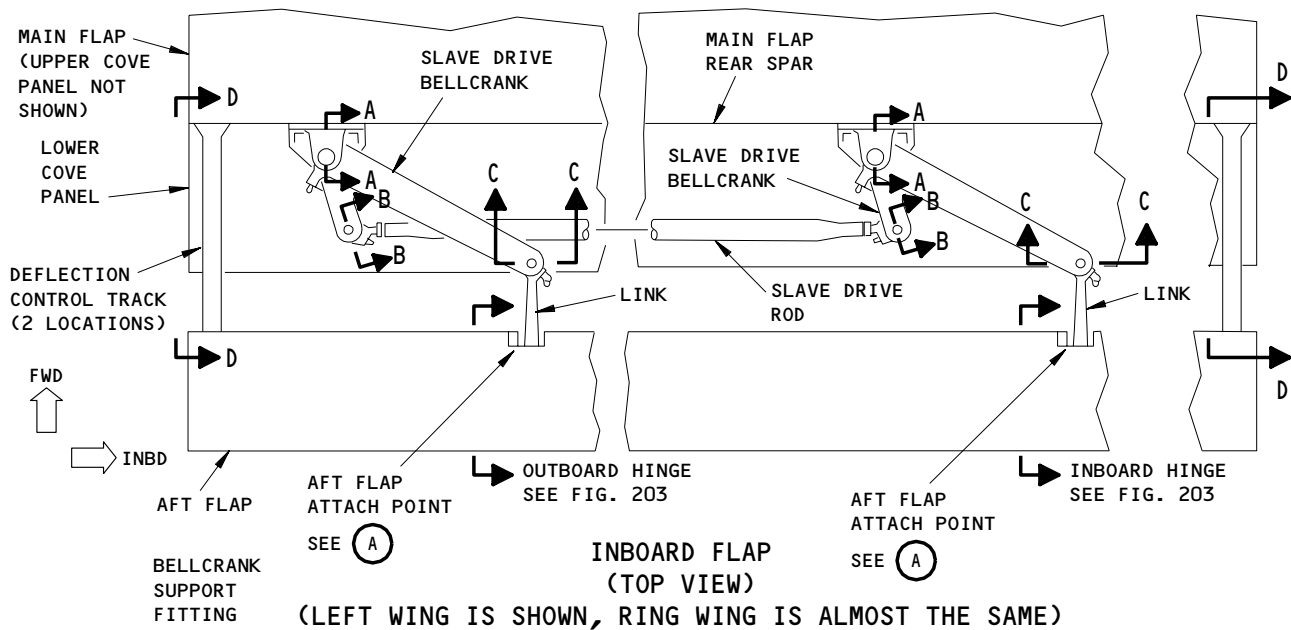 MAIN FLAP
(UPPER COVE
PANEL NOT
SHOWN)
D
LOWER
COVE
PANEL
DEFLECTION
CONTROL TRACK
(2 LOCATIONS)
D
FWD
INBD
AFT FLAP
BELLCRANK
SUPPORT
FITTING
SLAVE DRIVE
BELLCRANK
A
A
B
B
C
C
LINK
AFT FLAP
ATTACH POINT
SEE A
OUTBOARD HINGE
SEE FIG. 203
MAIN FLAP
REAR SPAR
SLAVE DRIVE
BELLCRANK
A
A
B
B
C
C
SLAVE DRIVE
ROD
LINK
AFT FLAP
ATTACH POINT
SEE A
INBOARD HINGE
SEE FIG. 203
D
D
INBOARD FLAP
(TOP VIEW)
(LEFT WING IS SHOWN, RING WING IS ALMOST THE SAME)